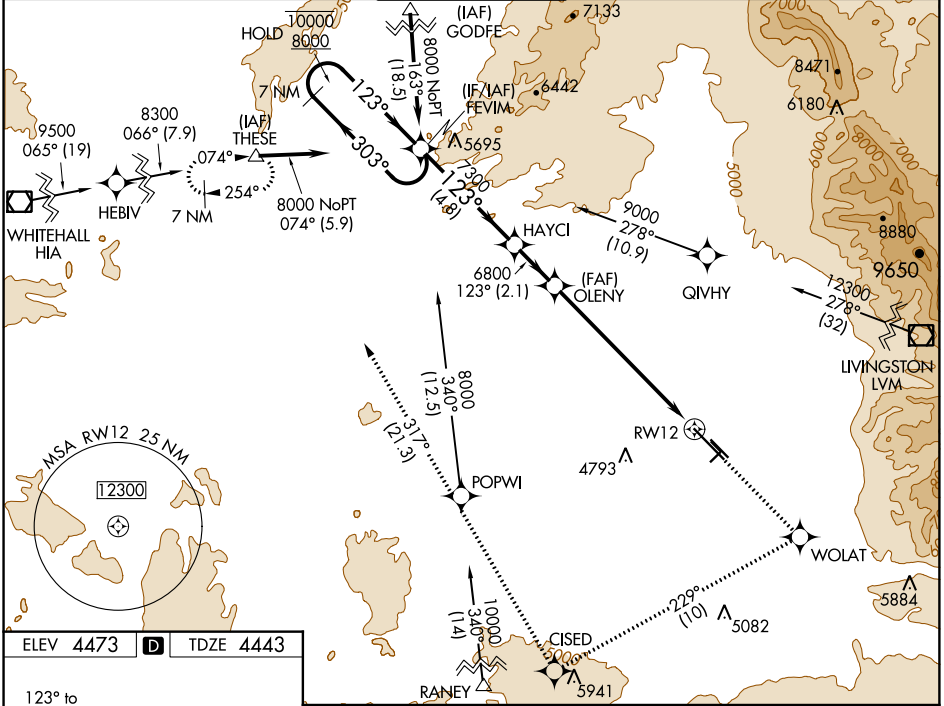 HOLD
10000
8000
7 NM
123°
303°
(IAF)
GODFE
8000 NoPT
163°
(18.5)
(IF/IAF)
FEVIM
7133
6442
5695
8471
6180
8880
9650
9500
065° (19)
8300
066° (7.9)
(IAF)
THESE
074°
254°
7 NM
8000 NoPT
074° (5.9)
WHITEHALL
HIA
HEBIV
7300
123°
(4.8)
HAYCI
6800
123° (2.1)
(FAF)
OLENY
9000
278°
(10.9)
QIVHY
12300
278°
(32)
LIVINGSTON
LVM
5000
5000
6000
8000
7000
8000
340°
(12.5)
317°
(21.3)
POPWI
RW12
4793
MSA RW12 25 NM
12300
WOLAT
229°
(10)
5082
5884
10000
340°
(14)
RANEY
CISED
5000
5941
ELEV 4473 D TDZE 4443
123° to